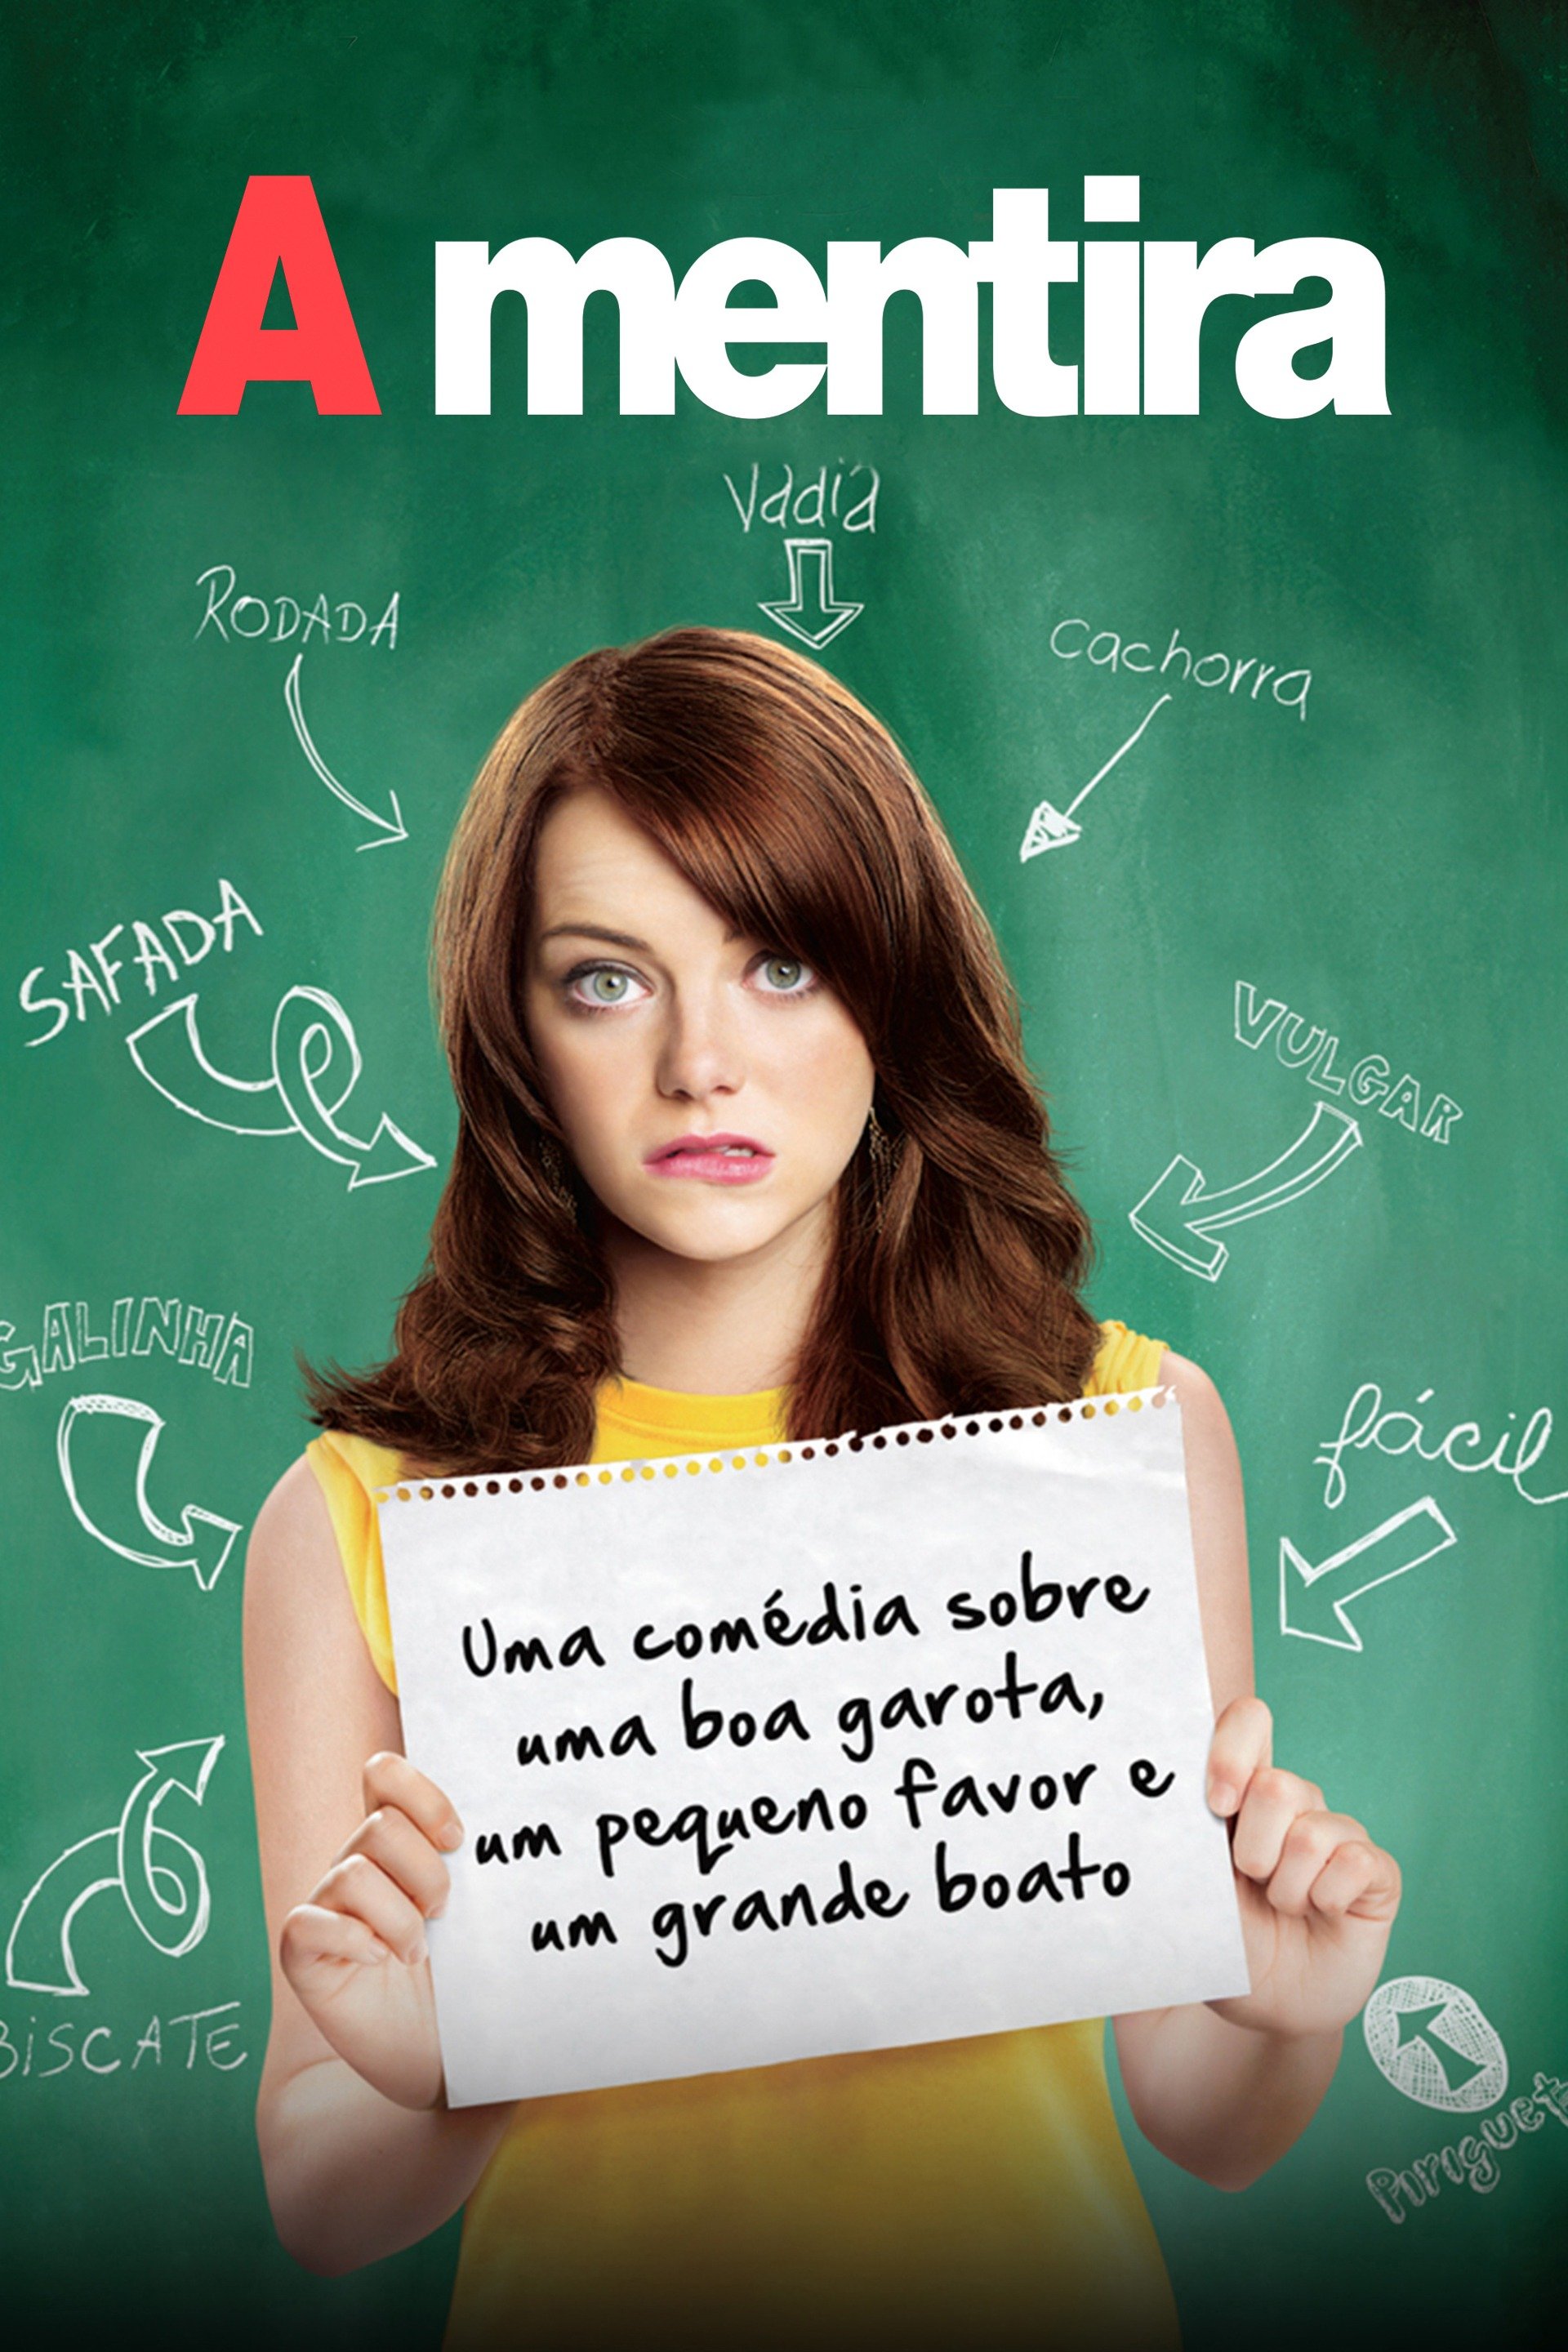 A mentira
vadia
RODADA
cachorra
SAFADA
VULGAR
GALINHA
fácil
Uma comédia sobre
uma boa garota,
um pequeno favor e
um grande boato
BiSCATE